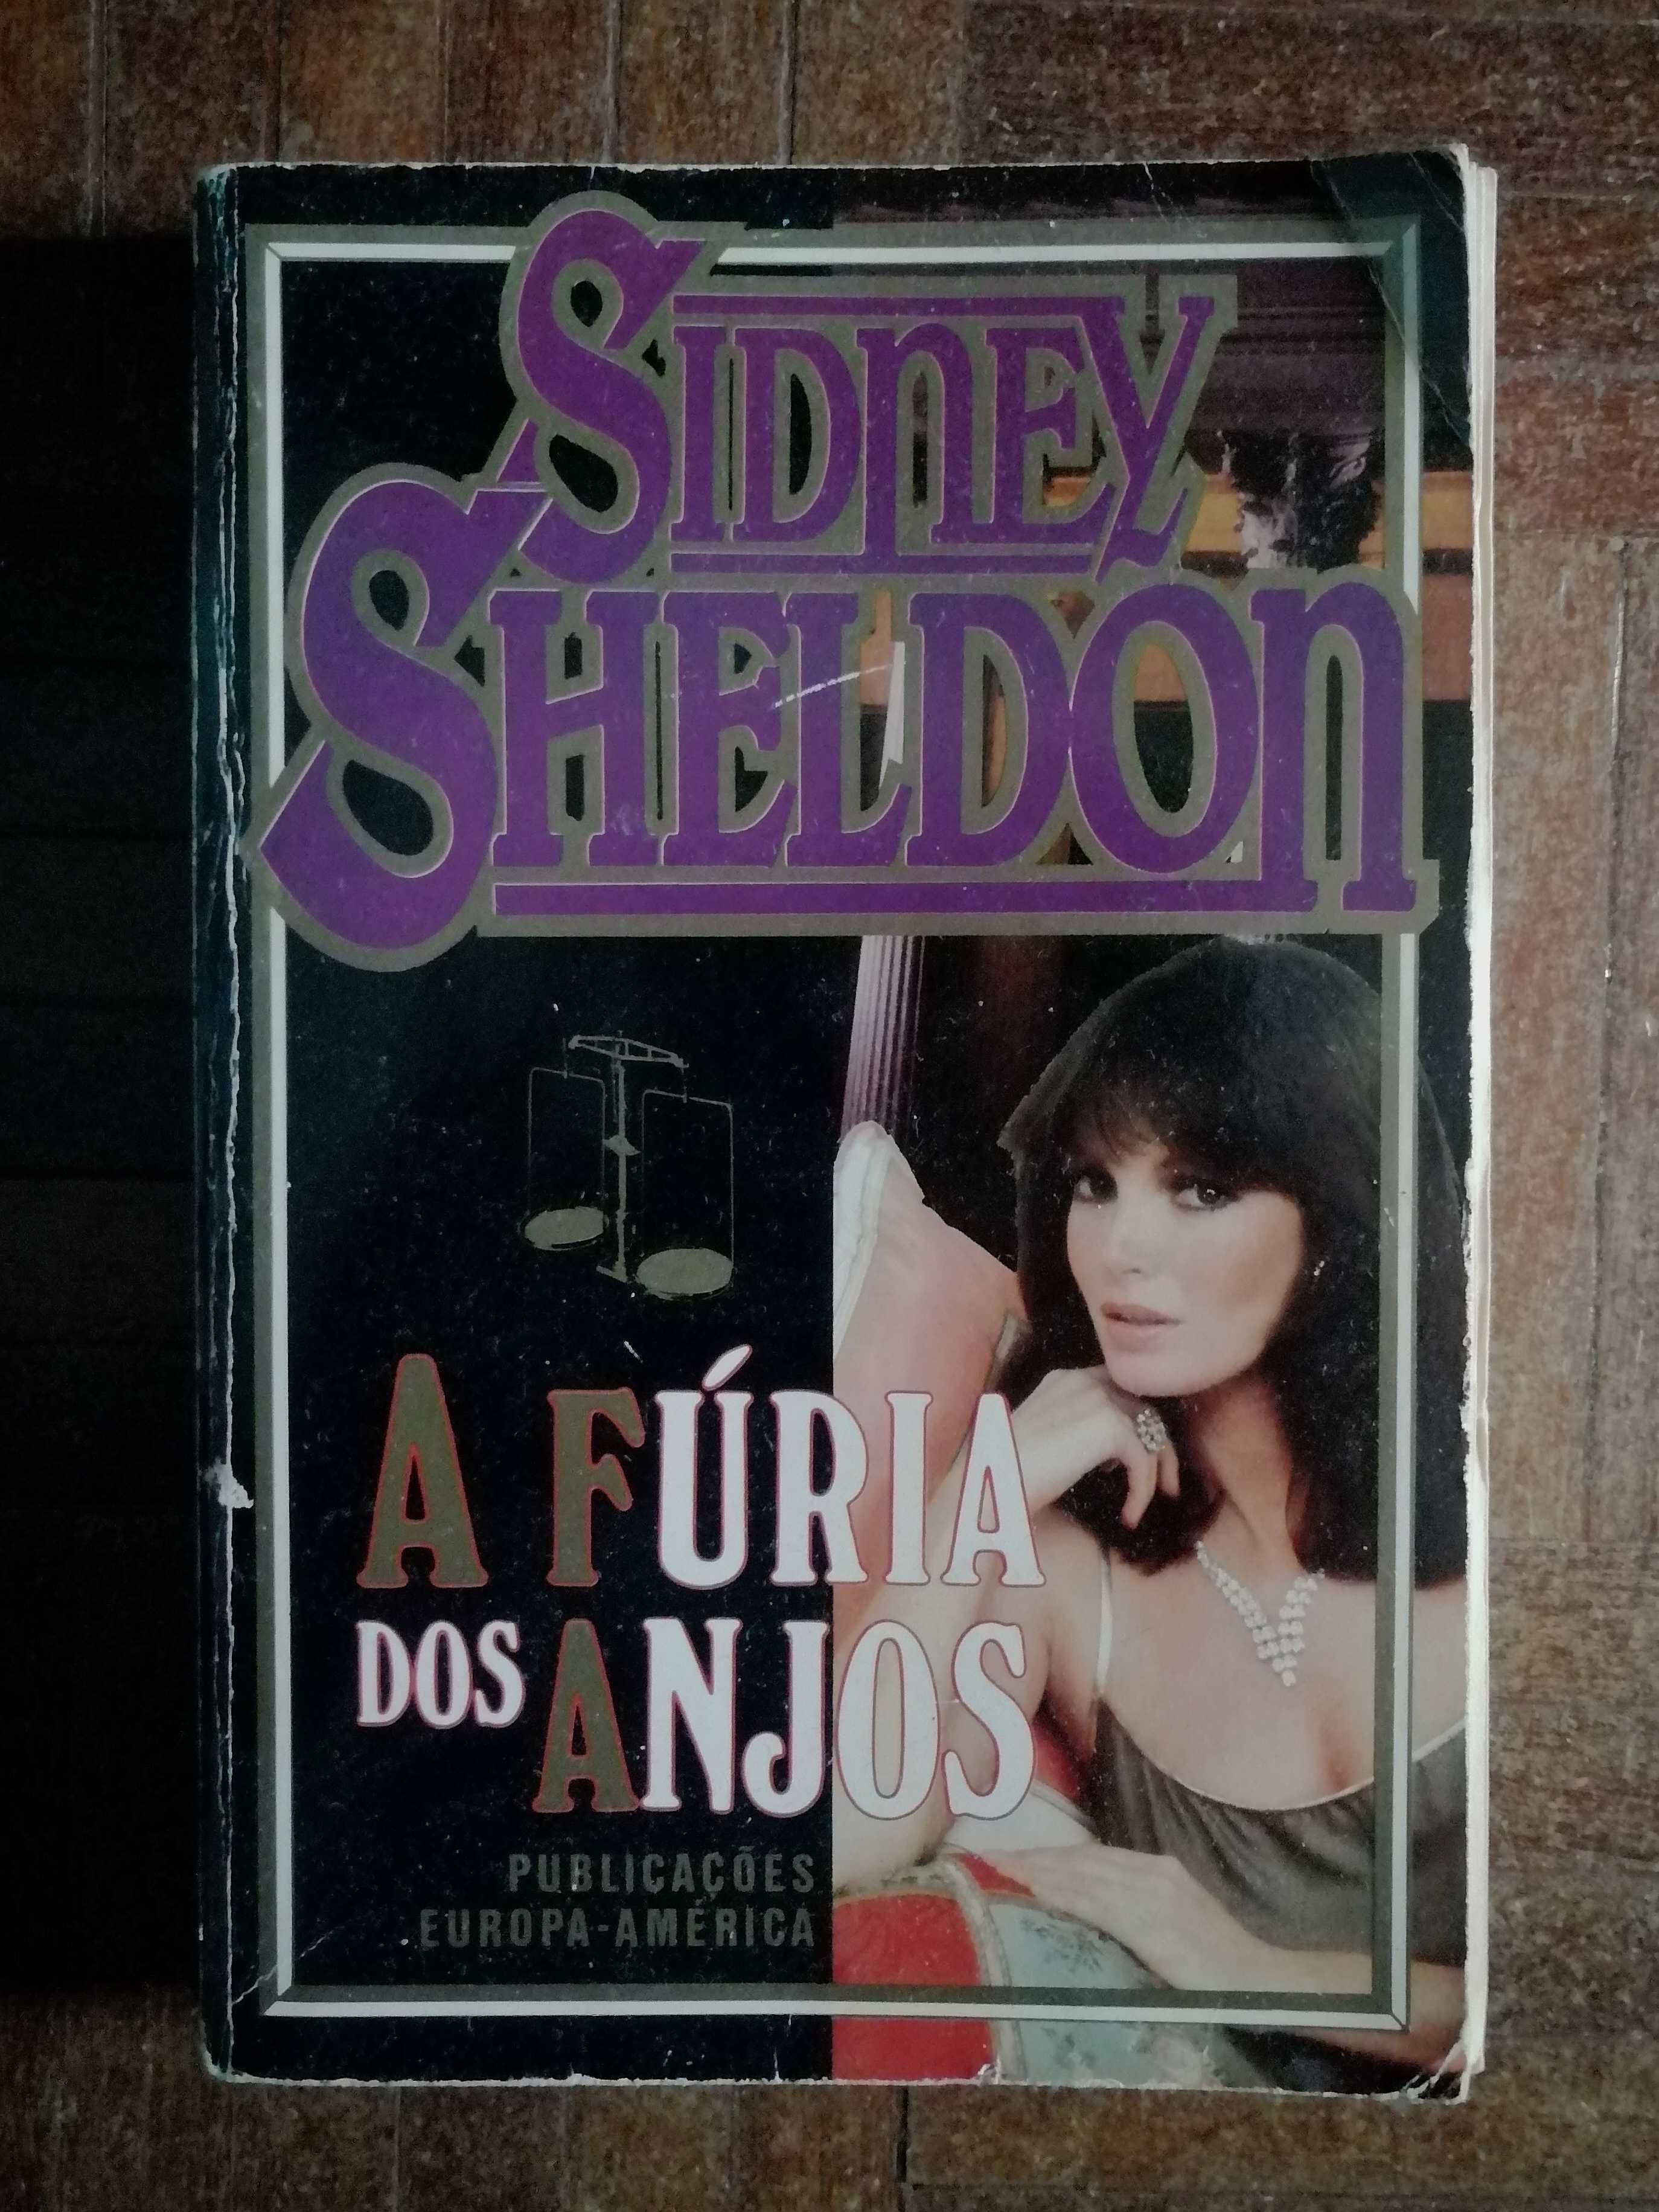 SIDNEY
SHELDON
A FÚRIA
DOS ANJOS
PUBLICAÇÕES
EUROPA-AMÉRICA